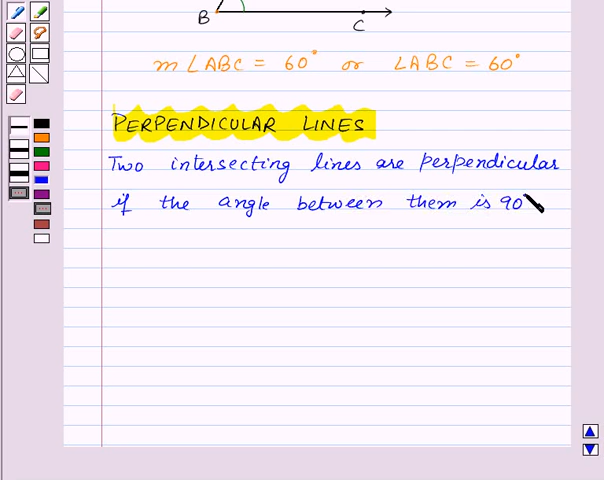 B
C
m∠ABC = 60° or ∠ABC = 60°
PERPENDICULAR LINES
Two intersecting lines are perpendicular
if the angle between them is 90